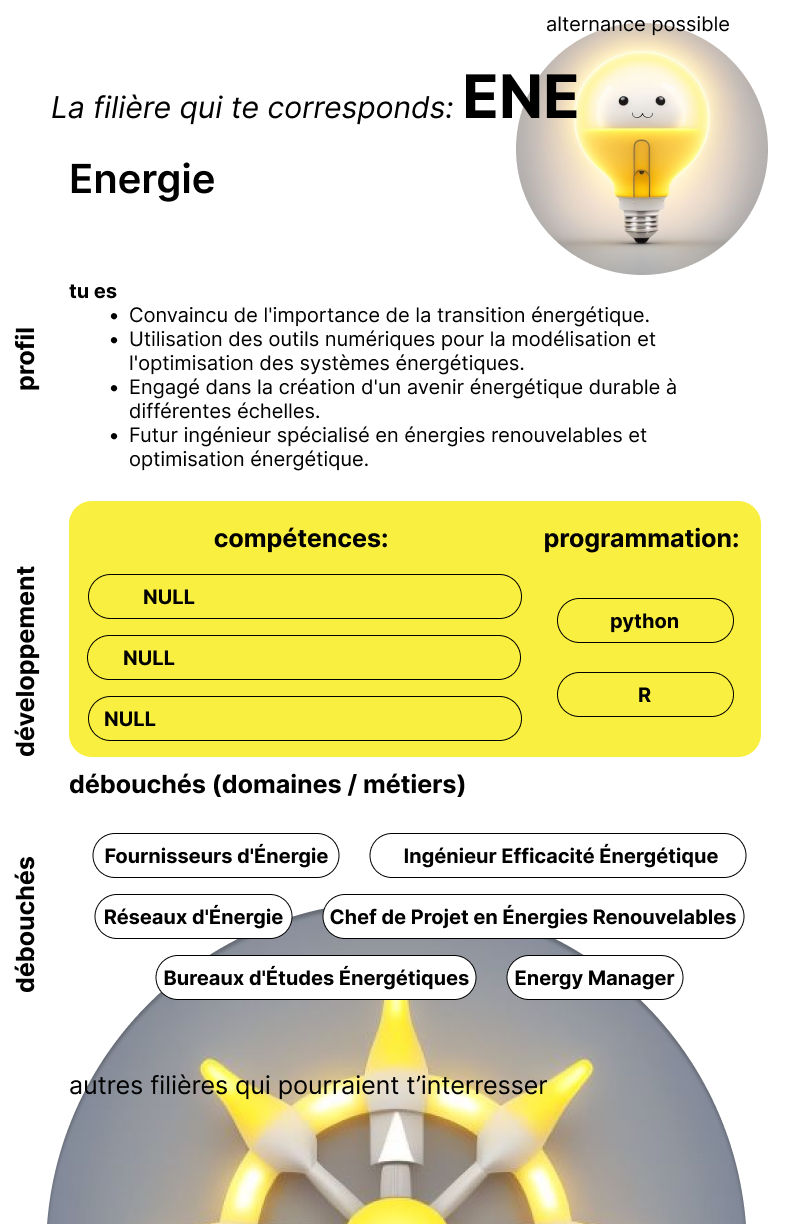 alternance possible
La filière qui te corresponds: ENE
Energie
tu es
• Convaincu de l'importance de la transition énergétique.
• Utilisation des outils numériques pour la modélisation et
l'optimisation des systèmes énergétiques.
• Engagé dans la création d'un avenir énergétique durable à
différentes échelles.
• Futur ingénieur spécialisé en énergies renouvelables et
optimisation énergétique.
profil
compétences:
programmation:
NULL
NULL
NULL
python
R
développement
débouchés (domaines / métiers)
Fournisseurs d'Énergie
Ingénieur Efficacité Énergétique
Réseaux d'Énergie
Chef de Projet en Énergies Renouvelables
Bureaux d'Études Énergétiques
Energy Manager
débouchés
autres filières qui pourraient t’interresser